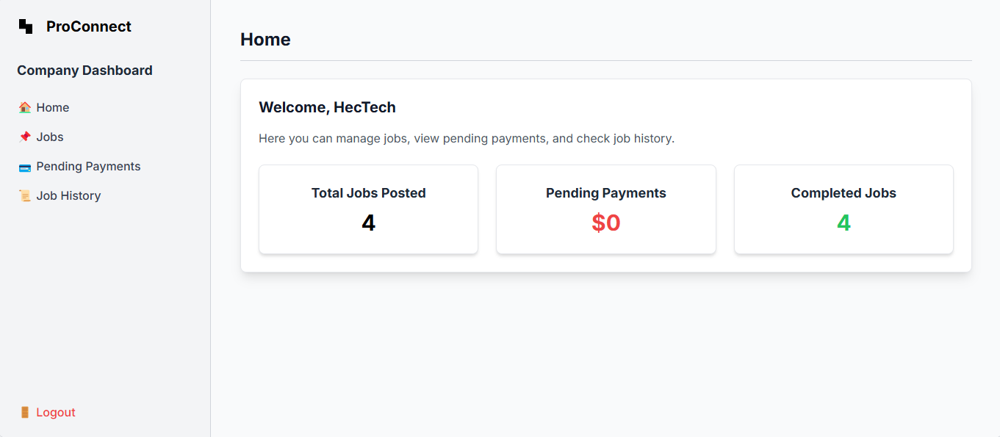 ProConnect
Company Dashboard
Home
Jobs
Pending Payments
Job History
Logout
Home
Welcome, HecTech
Here you can manage jobs, view pending payments, and check job history.
Total Jobs Posted
4
Pending Payments
$0
Completed Jobs
4